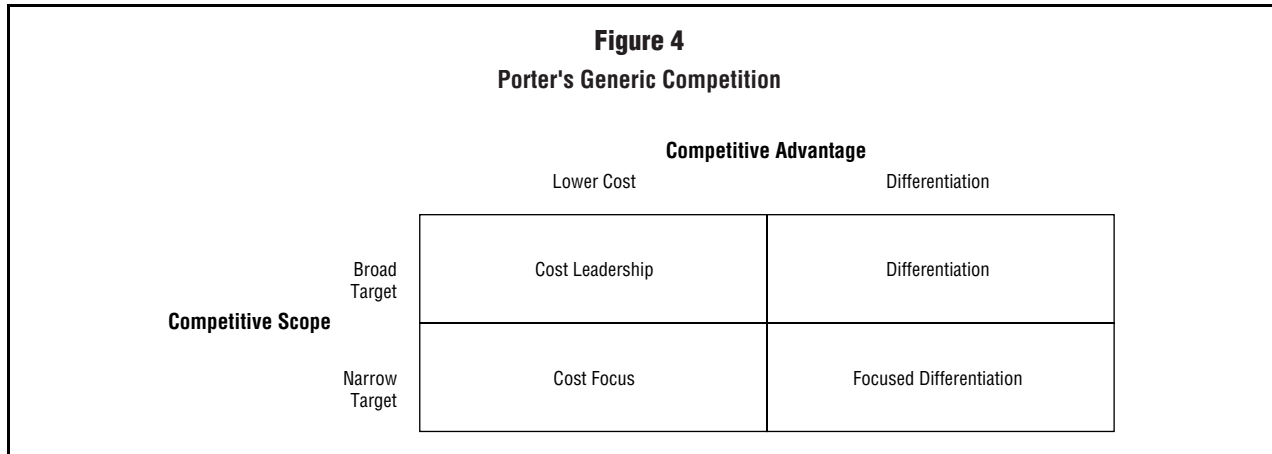 Figure 4
Porter's Generic Competition
Competitive Advantage
Lower Cost Differentiation
Broad
Target
Cost Leadership Differentiation
Competitive Scope
Narrow
Target
Cost Focus Focused Differentiation